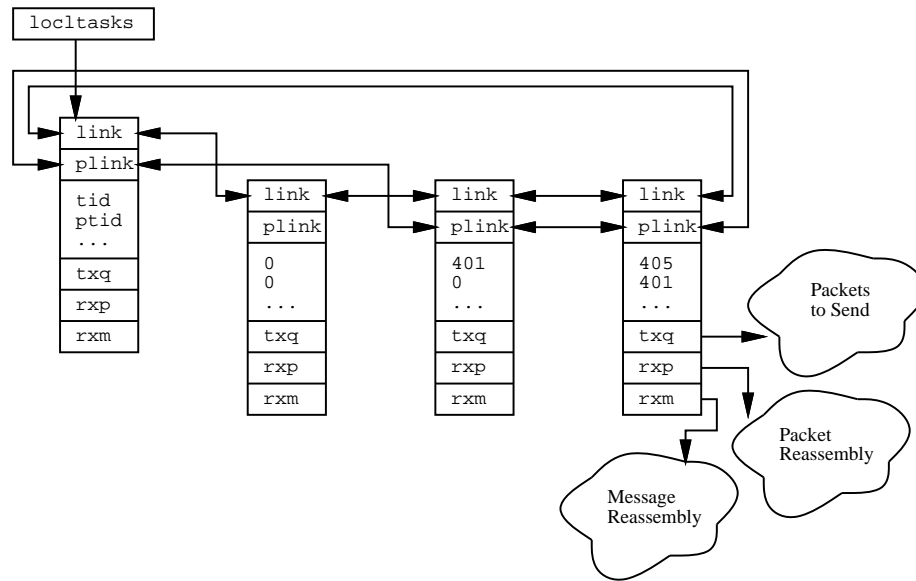 locltasks
link
plink
tid
ptid
...
txq
rxp
rxm
link
plink
0
0
...
txq
rxp
rxm
link
plink
401
0
...
txq
rxp
rxm
link
plink
405
401
...
txq
rxp
rxm
Packets
to Send
Packet
Reassembly
Message
Reassembly